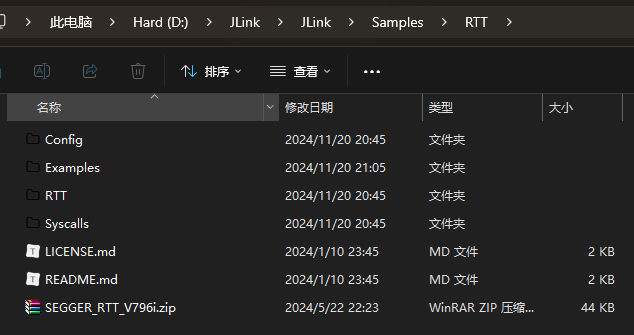 此电脑 > Hard (D:) > JLink > JLink > Samples > RTT >
排序 查看 •••
名称 修改日期 类型 大小
Config 2024/11/20 20:45 文件夹
Examples 2024/11/20 21:05 文件夹
RTT 2024/11/20 20:45 文件夹
Syscalls 2024/11/20 20:45 文件夹
LICENSE.md 2024/1/10 23:45 MD 文件 2 KB
README.md 2024/1/10 23:45 MD 文件 2 KB
SEGGER_RTT_V796i.zip 2024/5/22 22:23 WinRAR ZIP 压缩... 44 KB